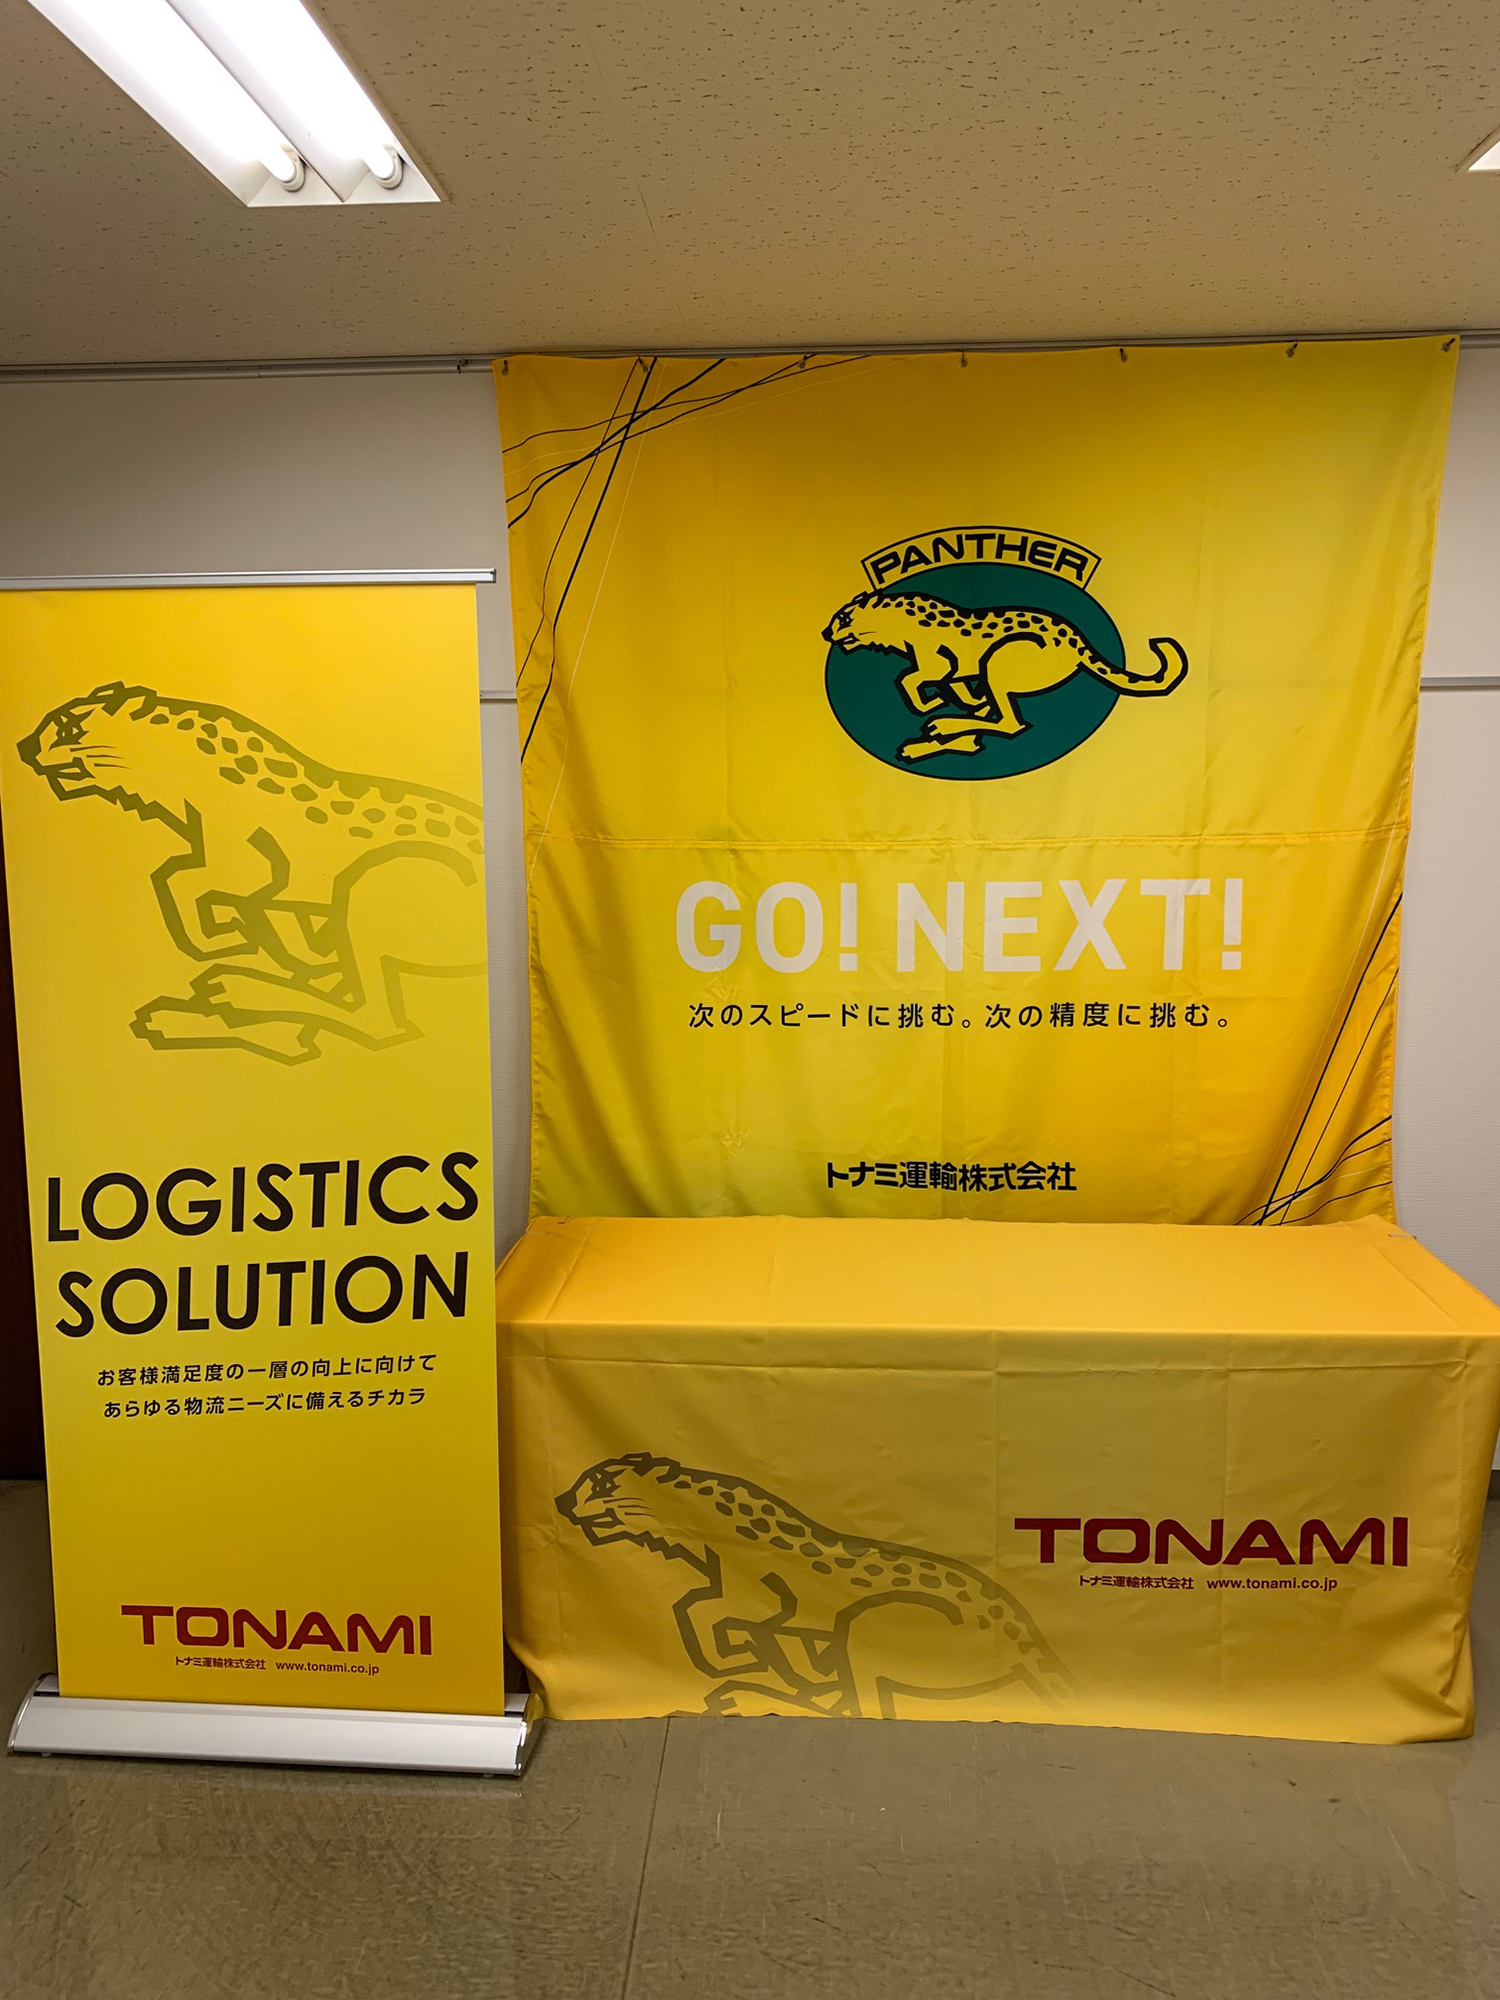 PANTHER
GO! NEXT!
次のスピードに挑む。次の精度に挑む。
トナミ運輸株式会社
LOGISTICS
SOLUTION
お客様満足度の一層の向上に向けて
あらゆる物流ニーズに備えるチカラ
TONAMI
トナミ運輸株式会社 www.tonami.co.jp
TONAMI
トナミ運輸株式会社 www.tonami.co.jp